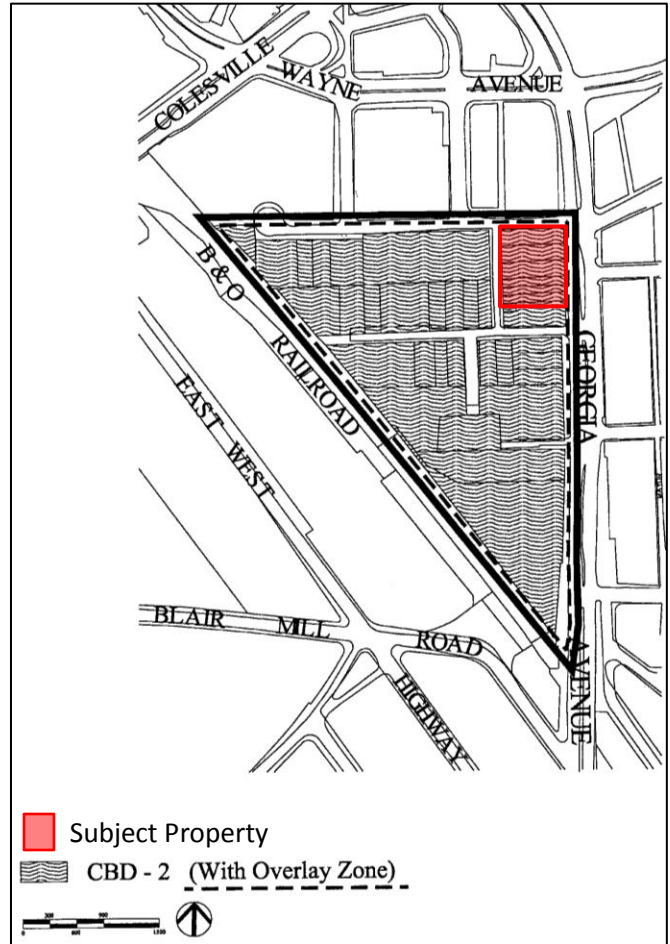 COLESVILLE
WAYNE AVENUE
B & O RAILROAD
GEORGIA AVENUE
EAST WEST HIGHWAY
BLAIR MILL ROAD
Subject Property
CBD - 2 (With Overlay Zone)